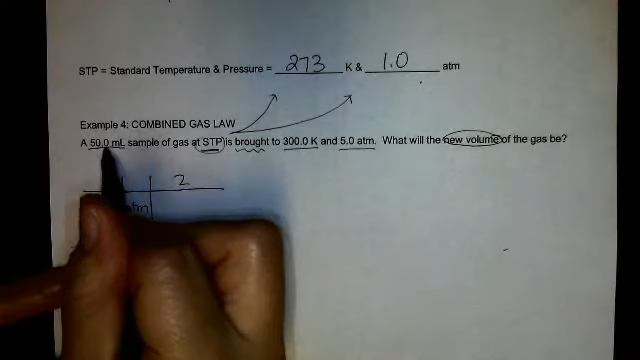 STP = Standard Temperature & Pressure = 273 K & 1.0 atm
Example 4: COMBINED GAS LAW
A 50.0 mL sample of gas at STP is brought to 300.0 K and 5.0 atm. What will the new volume of the gas be?
2
atm